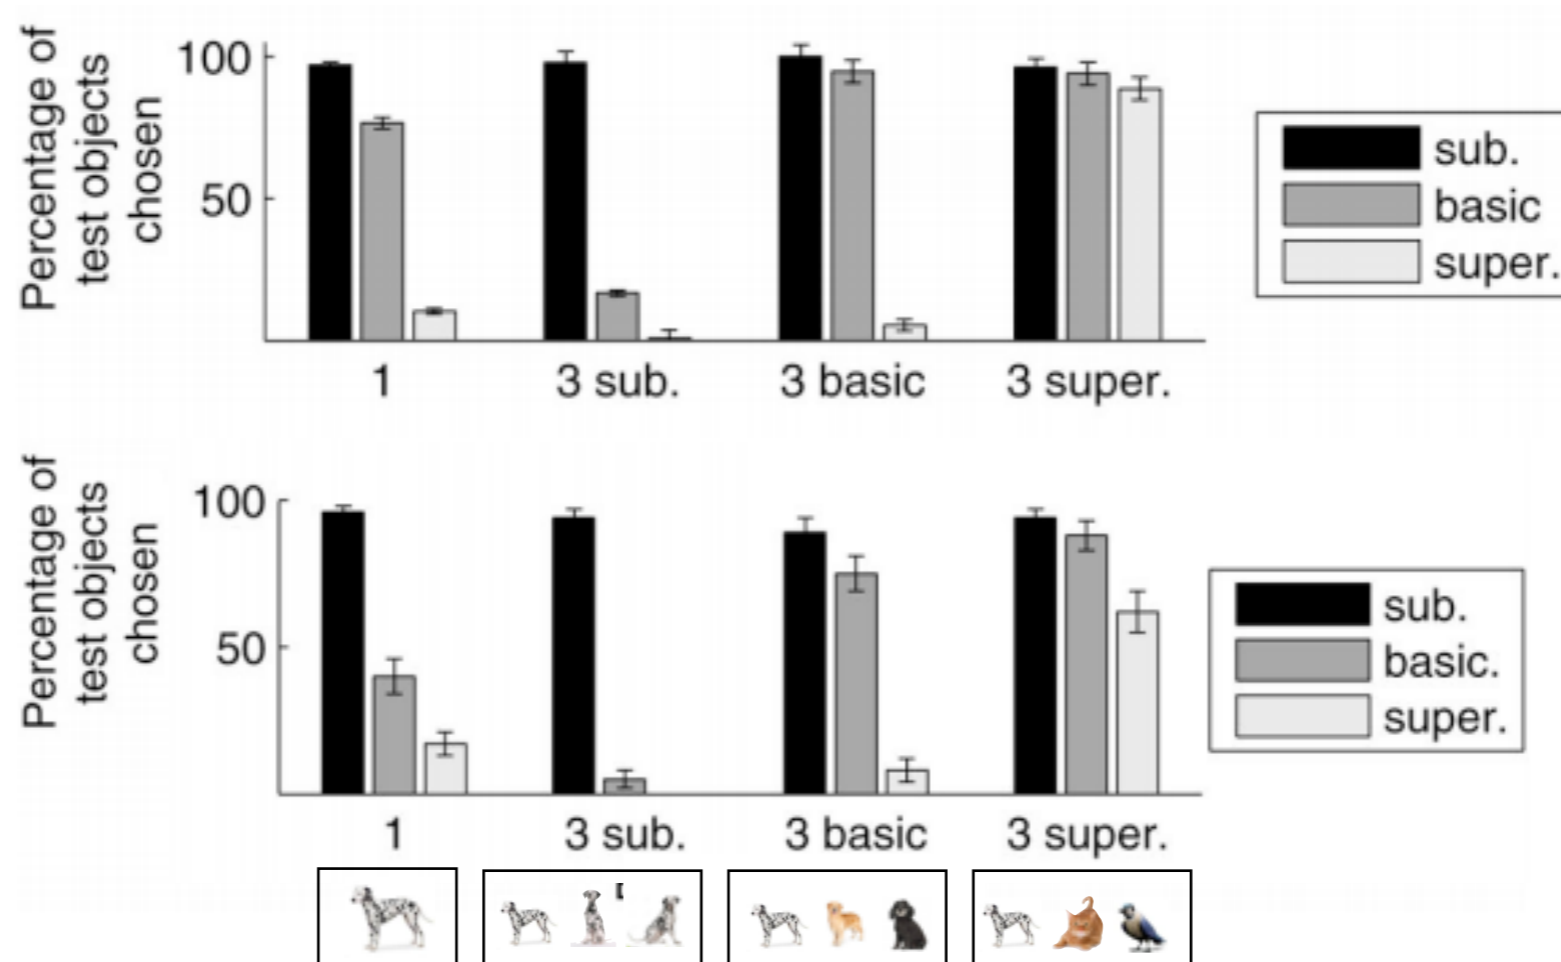 Percentage of
test objects
chosen
100
50
1
3 sub.
3 basic
3 super.
sub.
basic
super.
Percentage of
test objects
chosen
100
50
1
3 sub.
3 basic
3 super.
sub.
basic.
super.